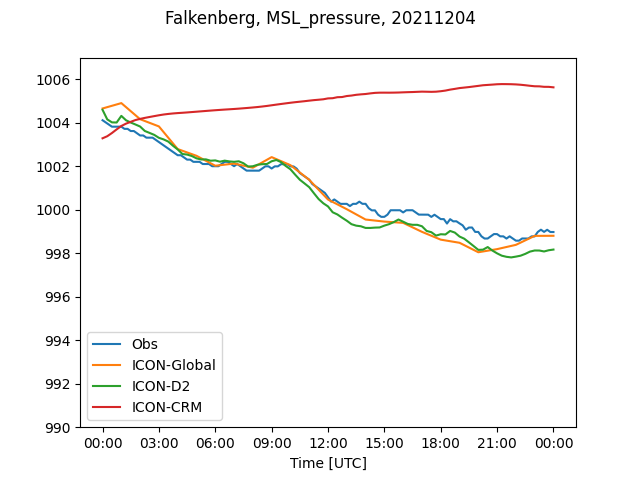 Falkenberg, MSL_pressure, 20211204
1006
1004
1002
1000
998
996
994
992
990
Obs
ICON-Global
ICON-D2
ICON-CRM
00:00 03:00 06:00 09:00 12:00 15:00 18:00 21:00 00:00
Time [UTC]